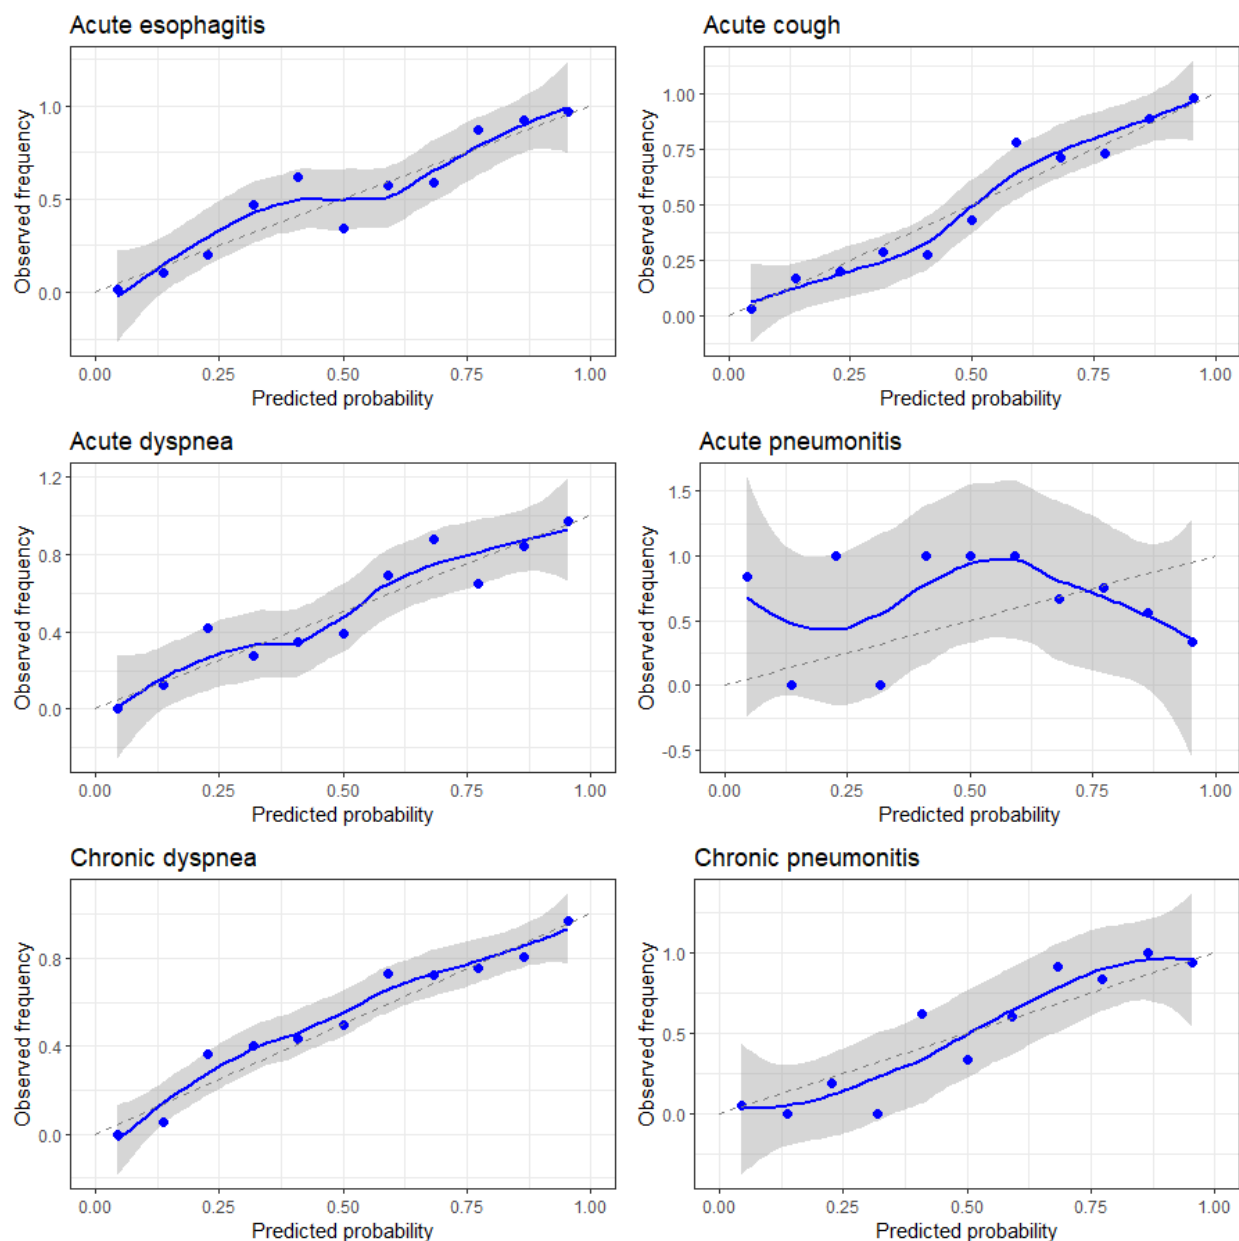 Acute esophagitis
Observed frequency
1.0
0.5
0.0
0.00 0.25 0.50 0.75 1.00
Predicted probability
Acute cough
Observed frequency
1.00
0.75
0.50
0.25
0.00
0.00 0.25 0.50 0.75 1.00
Predicted probability
Acute dyspnea
Observed frequency
1.2
0.8
0.4
0.0
0.00 0.25 0.50 0.75 1.00
Predicted probability
Acute pneumonitis
Observed frequency
1.5
1.0
0.5
0.0
-0.5
0.00 0.25 0.50 0.75 1.00
Predicted probability
Chronic dyspnea
Observed frequency
0.8
0.4
0.0
0.00 0.25 0.50 0.75 1.00
Predicted probability
Chronic pneumonitis
Observed frequency
1.0
0.5
0.0
0.00 0.25 0.50 0.75 1.00
Predicted probability